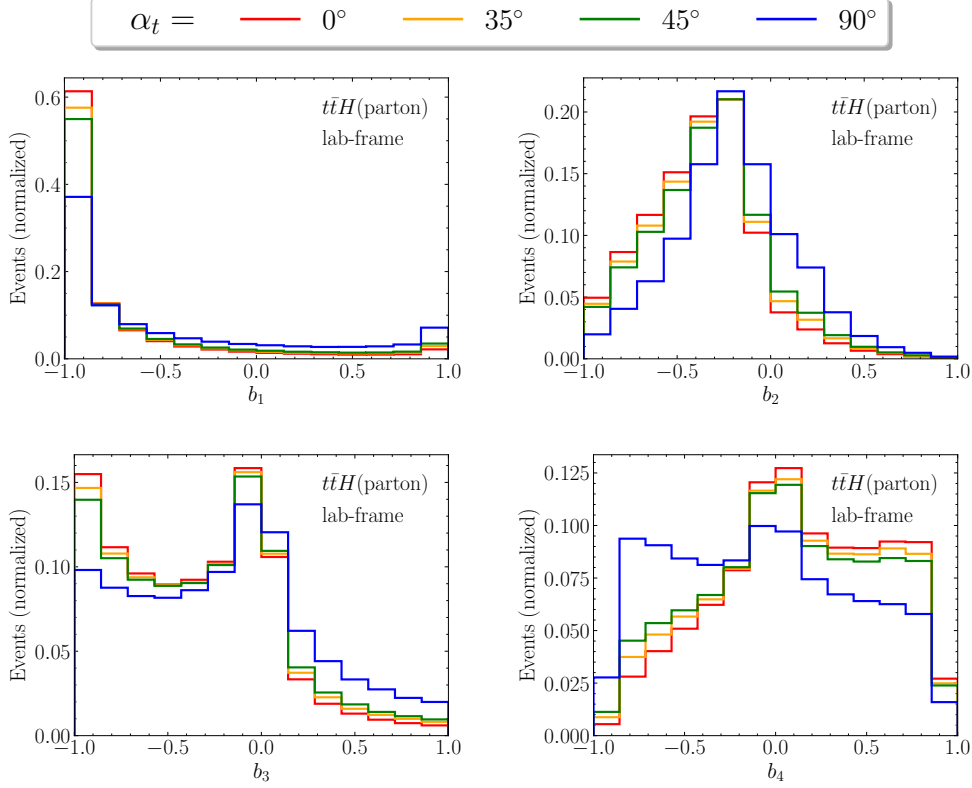 α_t = 0° 35° 45° 90°
Events (normalized)
0.6
0.4
0.2
0.0
tt̄H(parton)
lab-frame
−1.0 −0.5 0.0 0.5 1.0
b₁
Events (normalized)
0.20
0.15
0.10
0.05
0.00
tt̄H(parton)
lab-frame
−1.0 −0.5 0.0 0.5 1.0
b₂
Events (normalized)
0.15
0.10
0.05
0.00
tt̄H(parton)
lab-frame
−1.0 −0.5 0.0 0.5 1.0
b₃
Events (normalized)
0.125
0.100
0.075
0.050
0.025
0.000
tt̄H(parton)
lab-frame
−1.0 −0.5 0.0 0.5 1.0
b₄